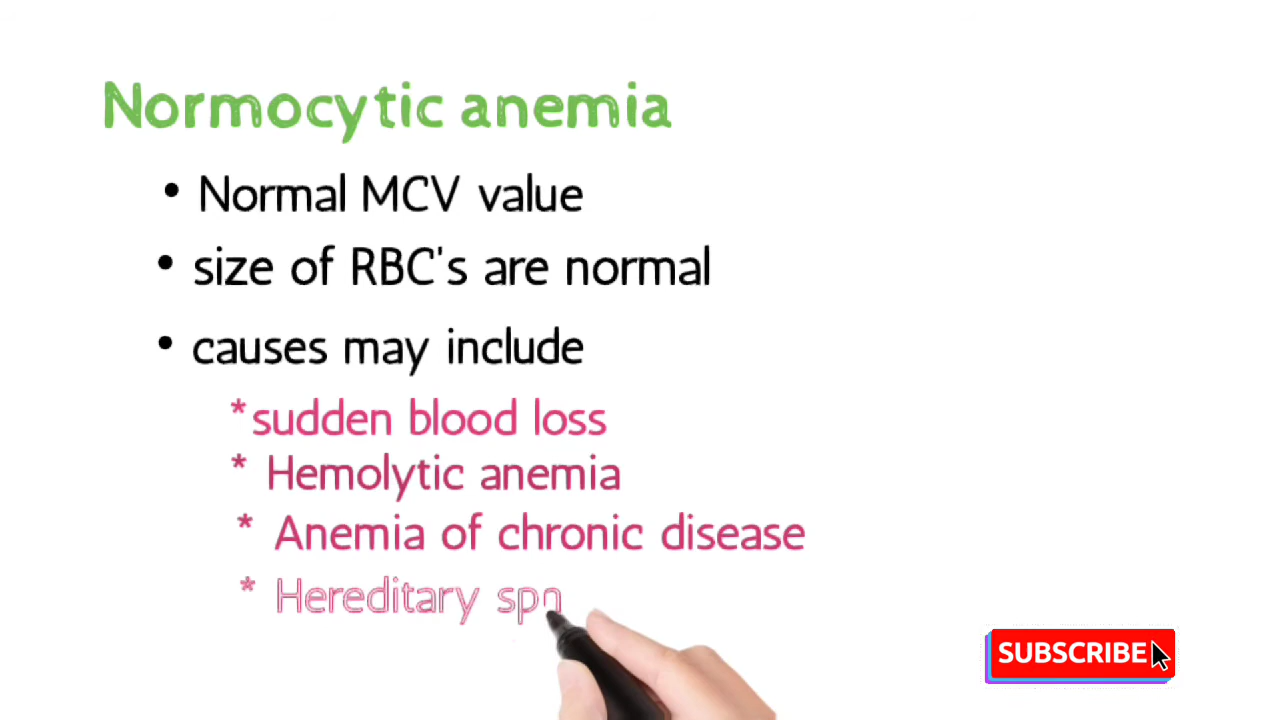 Normocytic anemia
• Normal MCV value
• size of RBC's are normal
• causes may include
*sudden blood loss
* Hemolytic anemia
* Anemia of chronic disease
* Hereditary
SUBSCRIBE